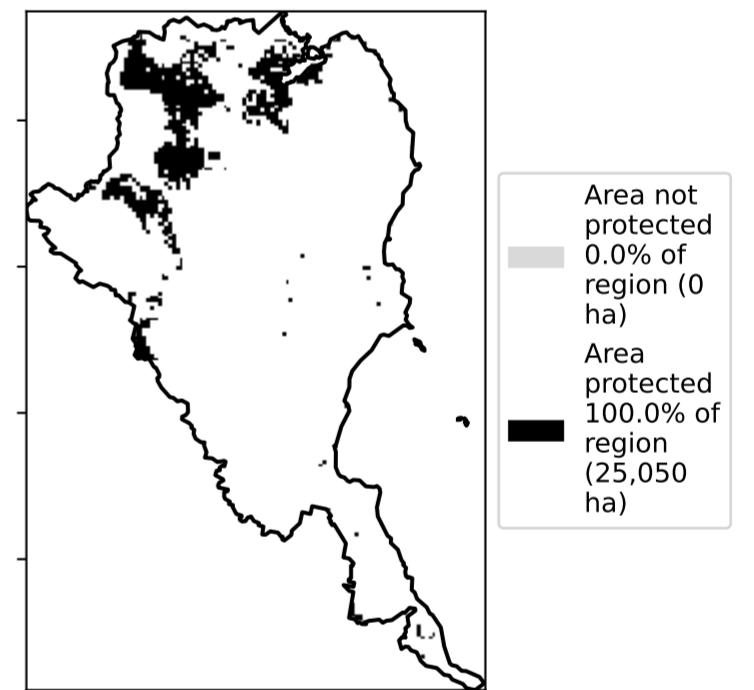 Area not
protected
0.0% of
region (0
ha)
Area
protected
100.0% of
region
(25,050
ha)